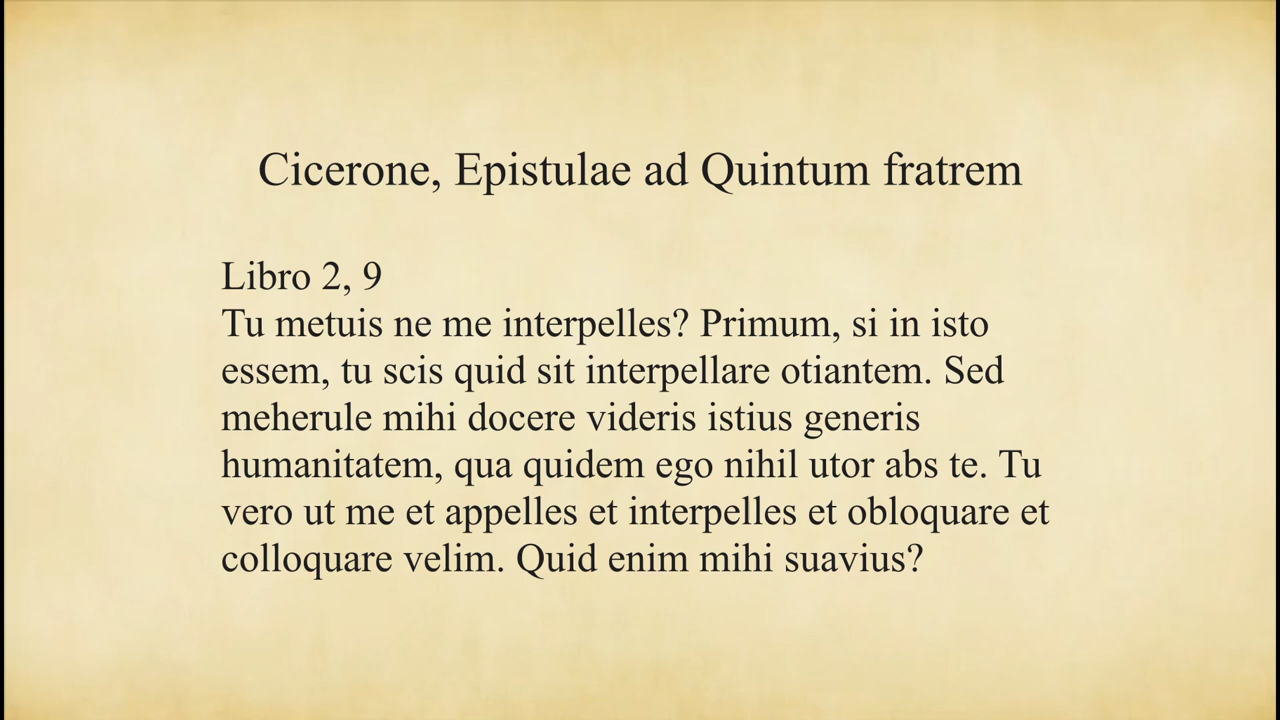 Cicerone, Epistulae ad Quintum fratrem
Libro 2, 9
Tu metuis ne me interpelles? Primum, si in isto
essem, tu scis quid sit interpellare otiantem. Sed
meherule mihi docere videris istius generis
humanitatem, qua quidem ego nihil utor abs te. Tu
vero ut me et appelles et interpelles et obloquare et
colloquare velim. Quid enim mihi suavius?